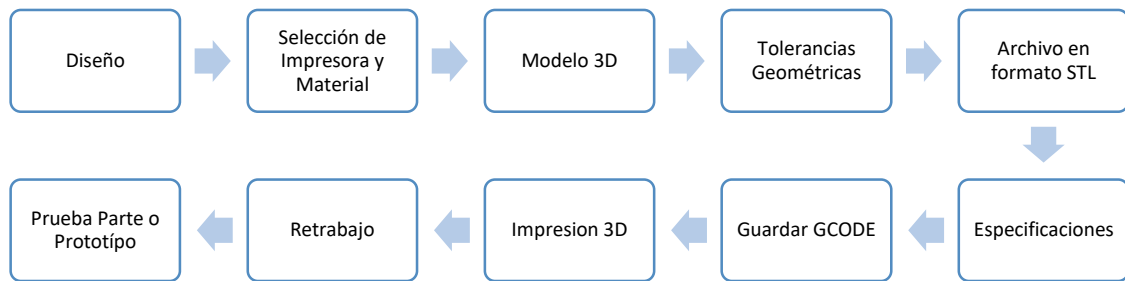 Diseño
Selección de
Impresora y
Material
Modelo 3D
Tolerancias
Geométricas
Archivo en
formato STL
Especificaciones
Guardar GCODE
Impresion 3D
Retrabajo
Prueba Parte o
Prototípo